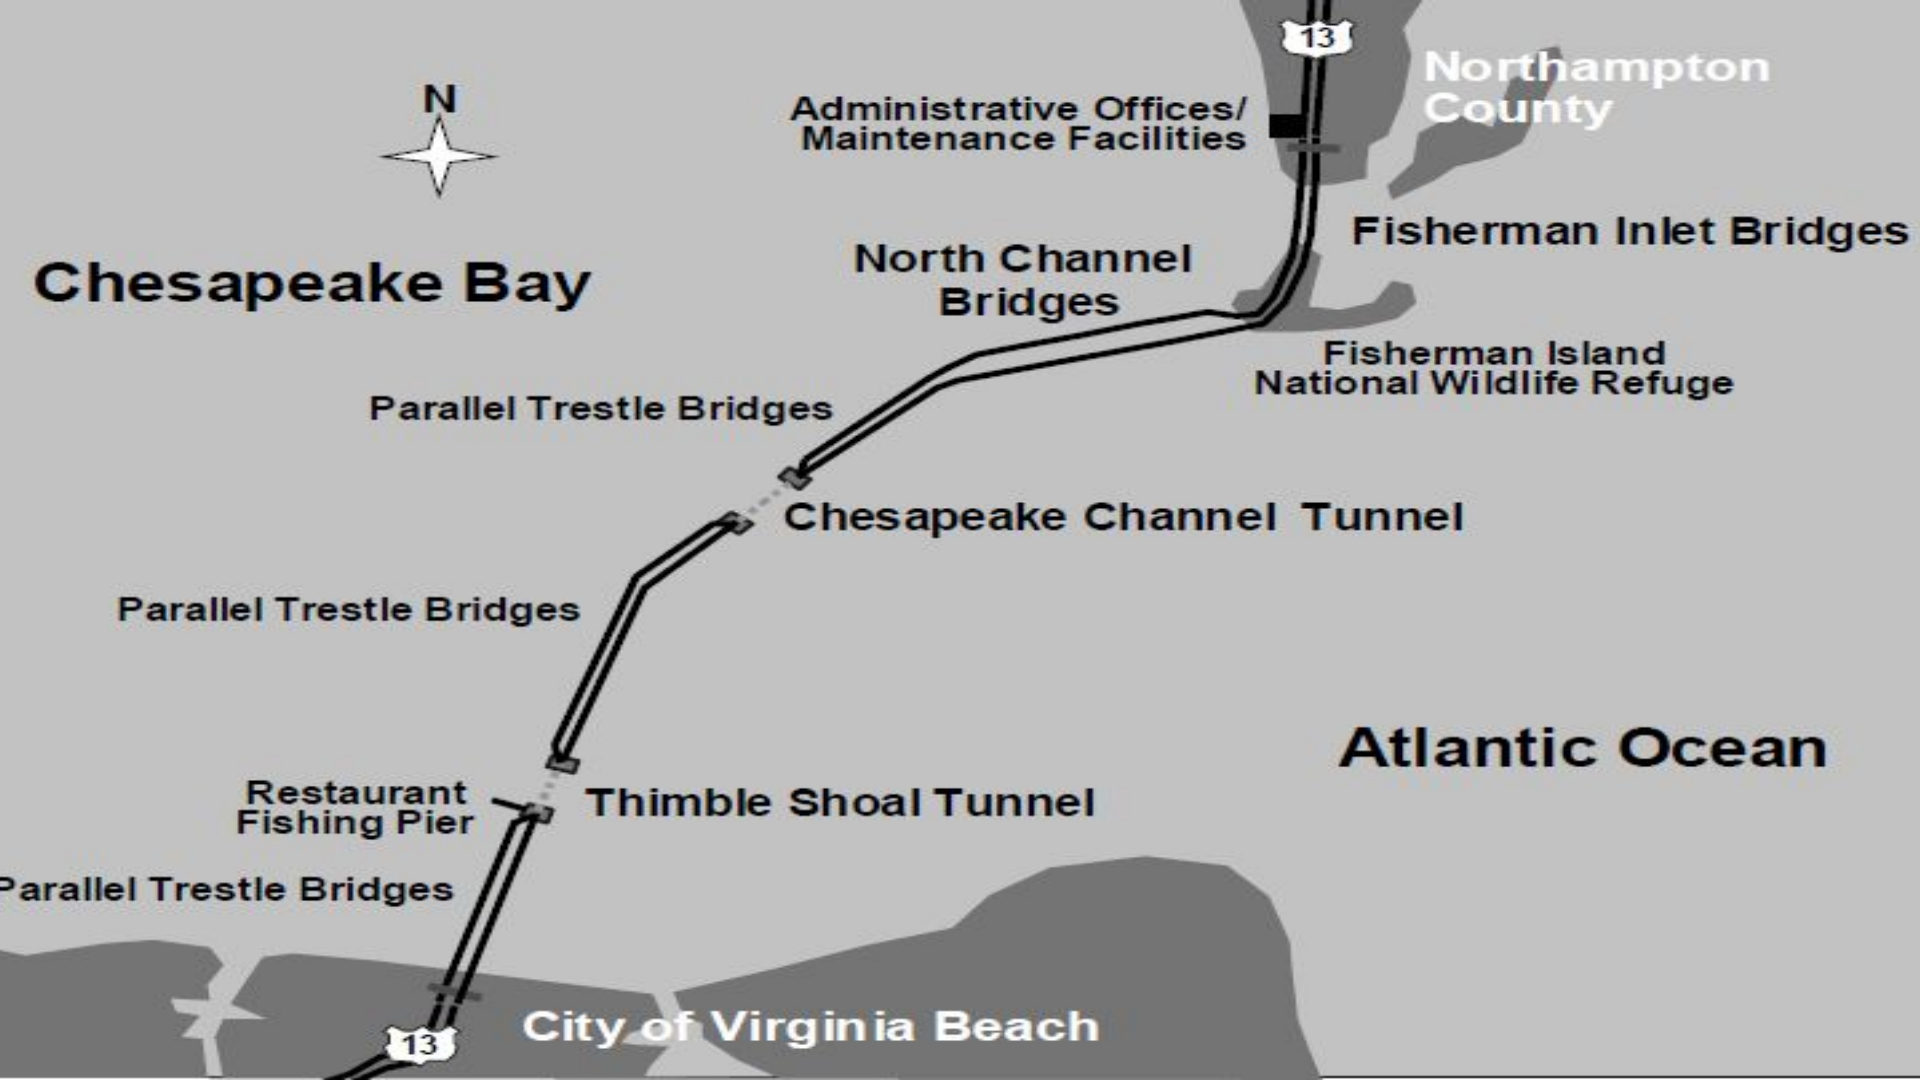 13
Northampton
County
Administrative Offices/
Maintenance Facilities
N
Fisherman Inlet Bridges
North Channel
Bridges
Chesapeake Bay
Fisherman Island
National Wildlife Refuge
Parallel Trestle Bridges
Chesapeake Channel Tunnel
Parallel Trestle Bridges
Atlantic Ocean
Restaurant
Fishing Pier
Thimble Shoal Tunnel
Parallel Trestle Bridges
City of Virginia Beach
13